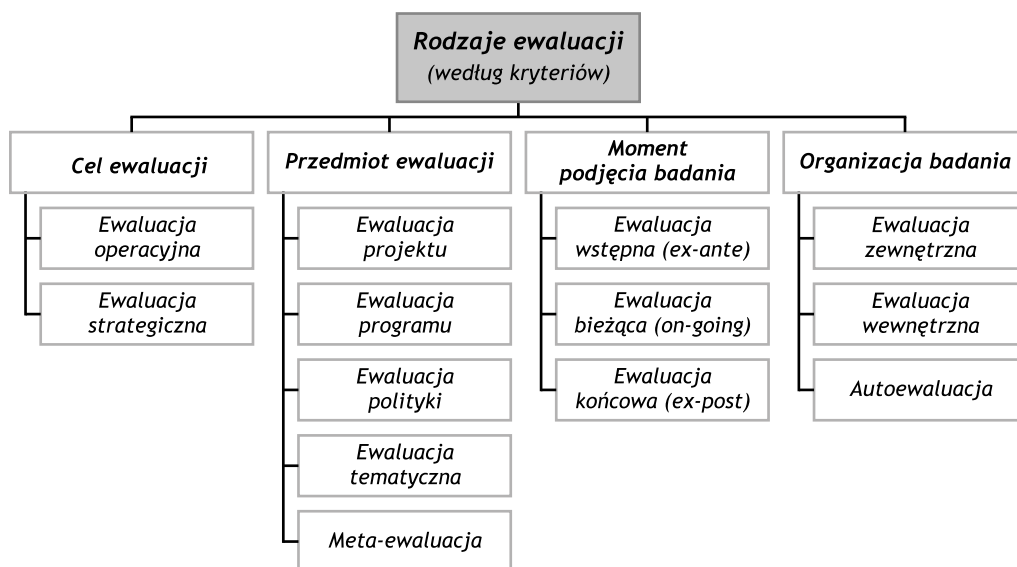 Rodzaje ewaluacji
(według kryteriów)
Cel ewaluacji
Ewaluacja
operacyjna
Ewaluacja
strategiczna
Przedmiot ewaluacji
Ewaluacja
projektu
Ewaluacja
programu
Ewaluacja
polityki
Ewaluacja
tematyczna
Meta-ewaluacja
Moment
podjęcia badania
Ewaluacja
wstępna (ex-ante)
Ewaluacja
bieżąca (on-going)
Ewaluacja
końcowa (ex-post)
Organizacja badania
Ewaluacja
zewnętrzna
Ewaluacja
wewnętrzna
Autoewaluacja